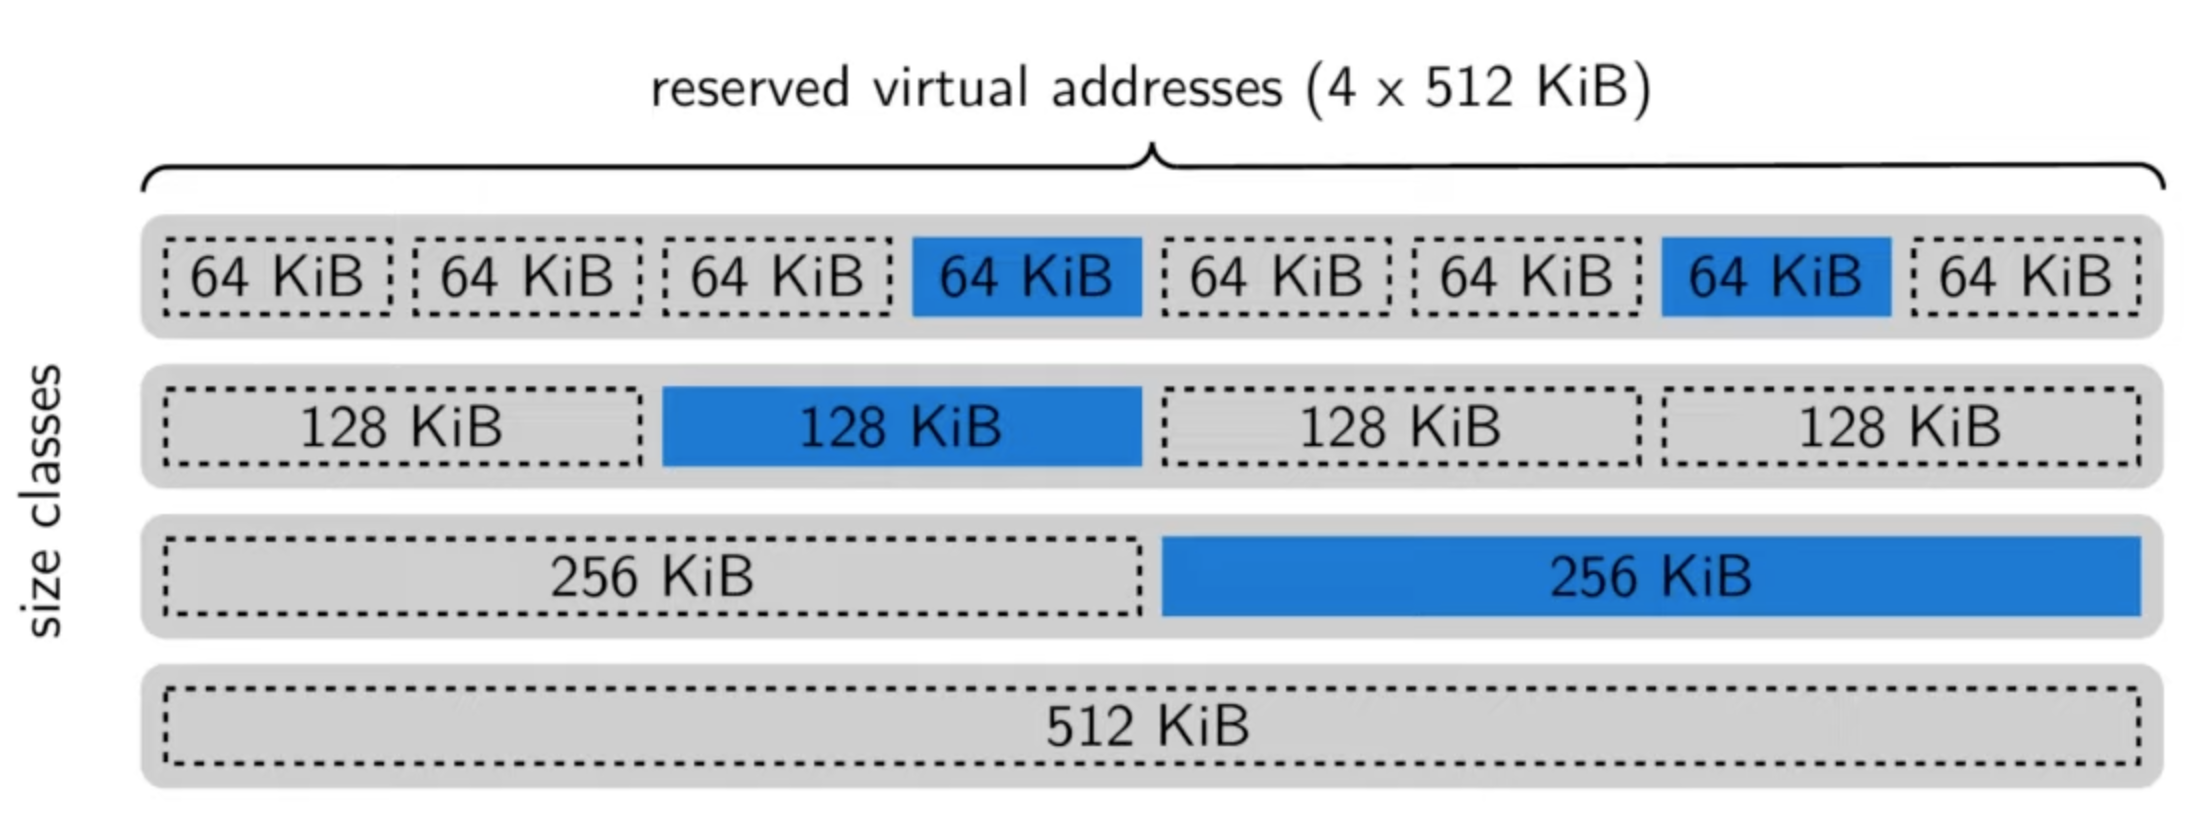 reserved virtual addresses (4 x 512 KiB)
size classes
64 KiB 64 KiB 64 KiB 64 KiB 64 KiB 64 KiB 64 KiB 64 KiB
128 KiB 128 KiB 128 KiB 128 KiB
256 KiB 256 KiB
512 KiB